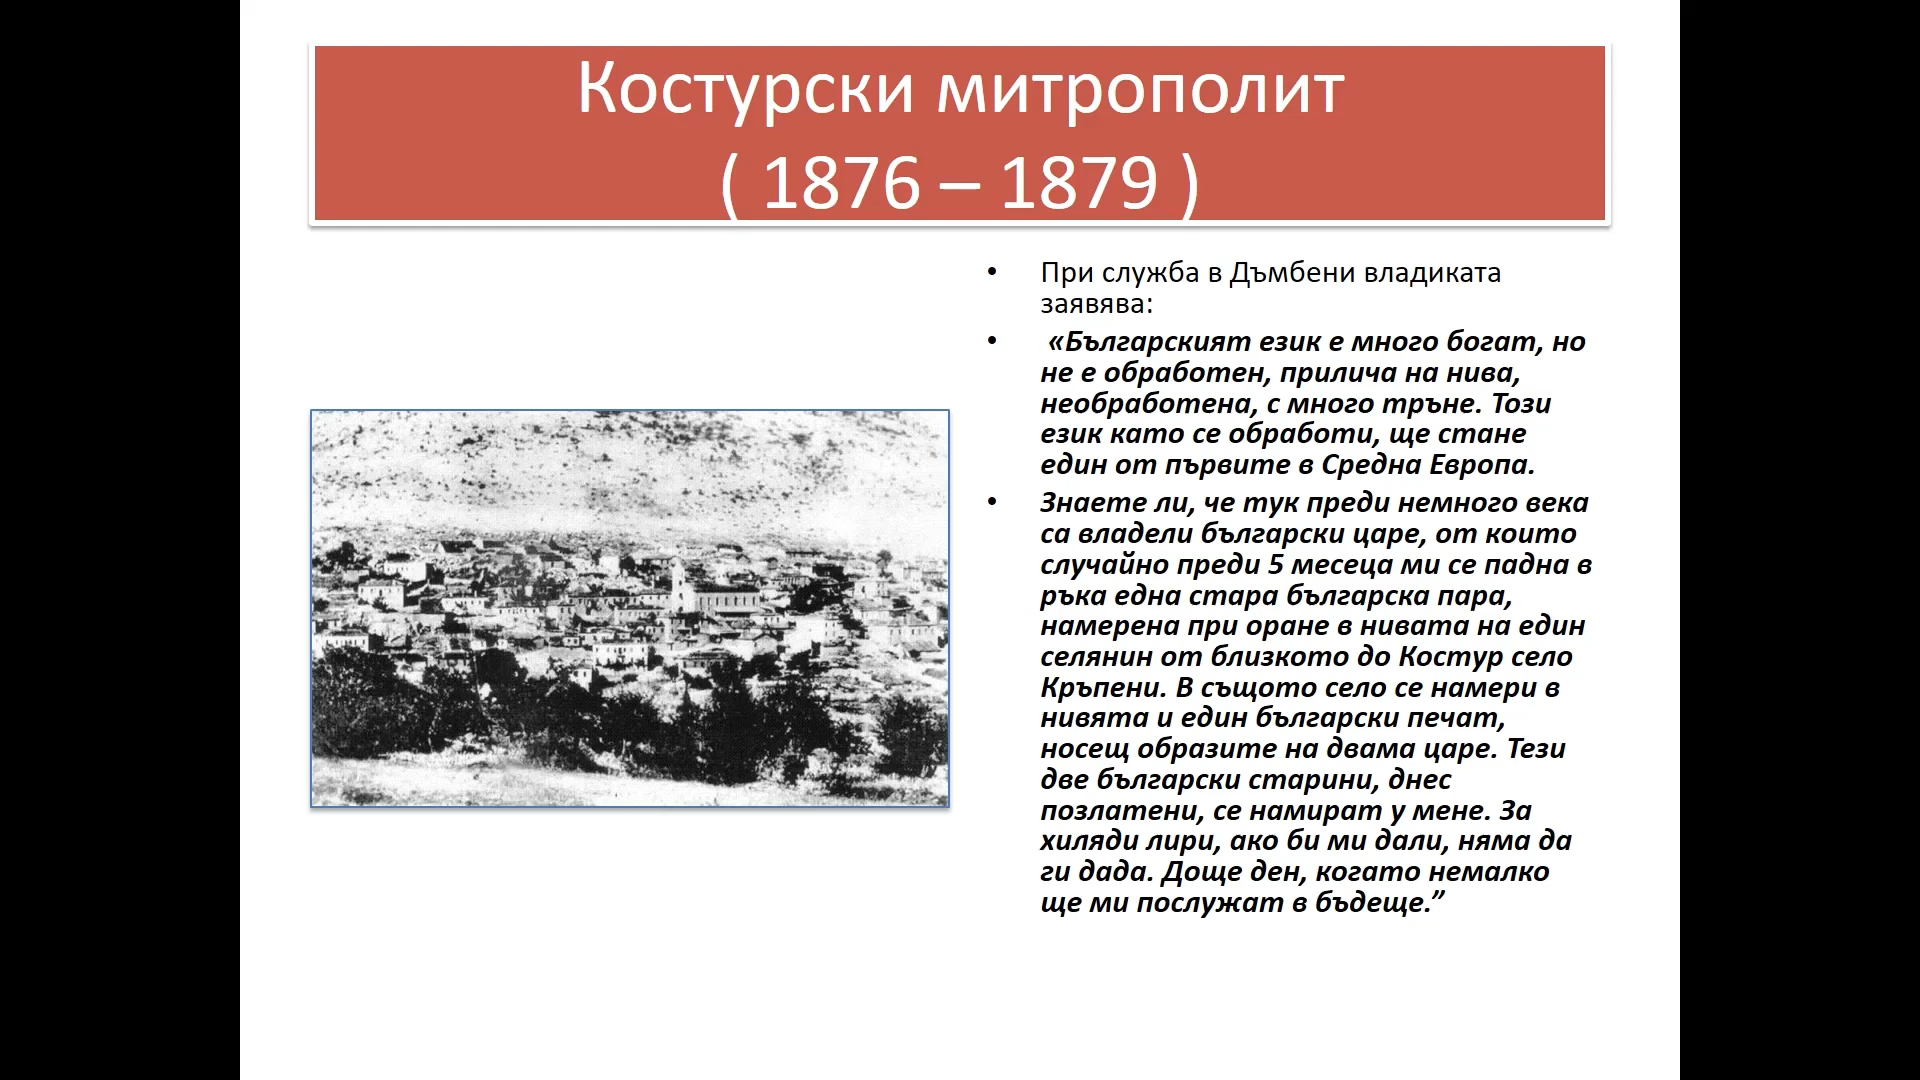 Костурски митрополит
( 1876 – 1879 )
• При служба в Дъмбени владиката
заявява:
• «Българският език е много богат, но
не е обработен, прилича на нива,
необработена, с много тръне. Този
език като се обработи, ще стане
един от първите в Средна Европа.
• Знаете ли, че тук преди немного века
са владели български царе, от които
случайно преди 5 месеца ми се падна в
ръка една стара българска пара,
намерена при оране в нивата на един
селянин от близкото до Костур село
Кръпени. В същото село се намери в
нивята и един български печат,
носещ образите на двама царе. Тези
две български старини, днес
позлатени, се намират у мене. За
хиляди лири, ако би ми дали, няма да
ги дада. Доще ден, когато немалко
ще ми послужат в бъдеще.”